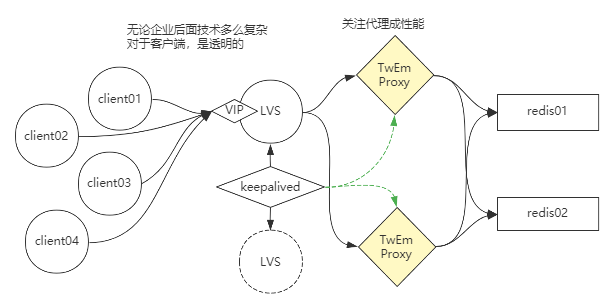 无论企业后面技术多么复杂
对于客户端，是透明的
关注代理成性能
client01
client02
client03
client04
VIP
LVS
keepalived
LVS
TwEm
Proxy
TwEm
Proxy
redis01
redis02